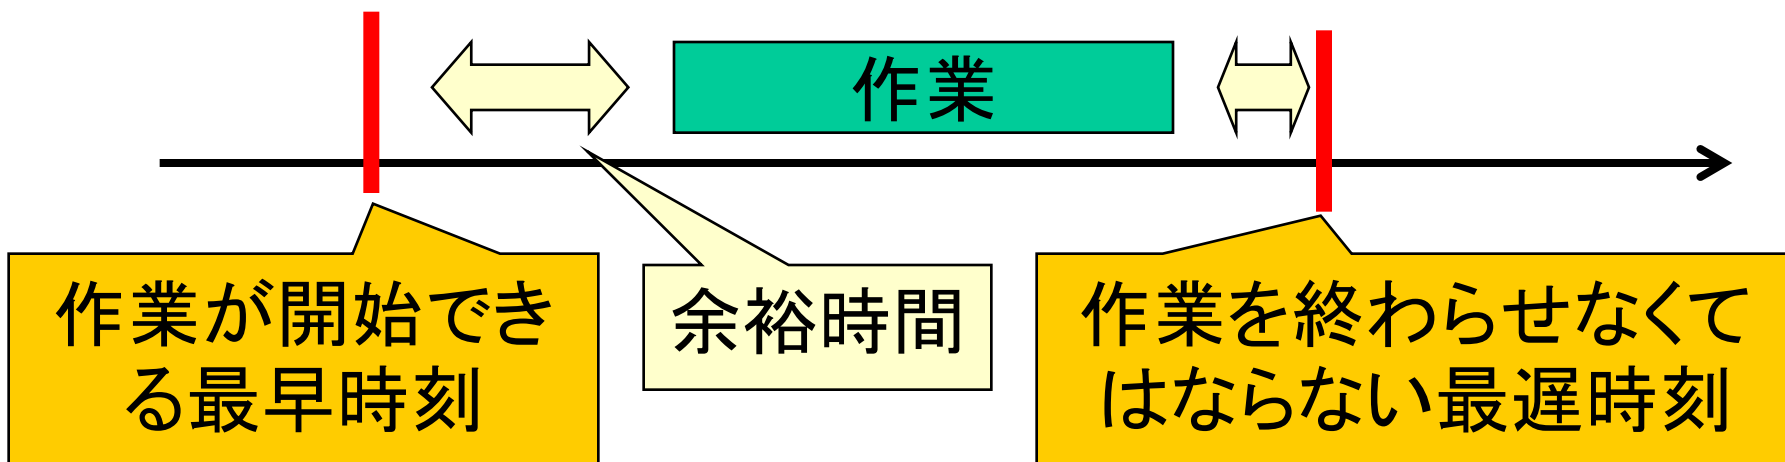 作業
作業が開始でき
る最早時刻
余裕時間
作業を終わらせなくて
はならない最遅時刻